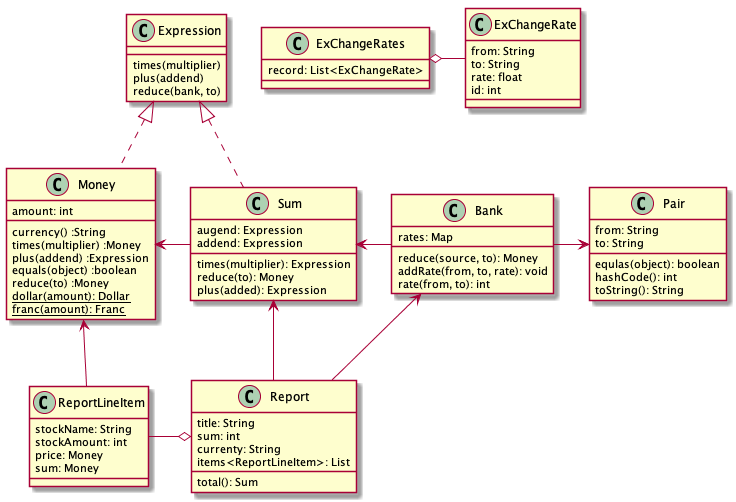 C Expression
times(multiplier)
plus(addend)
reduce(bank, to)
C ExChangeRates
record: List<ExChangeRate>
C ExChangeRate
from: String
to: String
rate: float
id: int
C Money
amount: int
currency() :String
times(multiplier) :Money
plus(addend) :Expression
equals(object) :boolean
reduce(to) :Money
dollar(amount): Dollar
franc(amount): Franc
C Sum
augend: Expression
addend: Expression
times(multiplier): Expression
reduce(to): Money
plus(added): Expression
C Bank
rates: Map
reduce(source, to): Money
addRate(from, to, rate): void
rate(from, to): int
C Pair
from: String
to: String
equlas(object): boolean
hashCode(): int
toString(): String
C ReportLineItem
stockName: String
stockAmount: int
price: Money
sum: Money
C Report
title: String
sum: int
currenty: String
items<ReportLineItem>: List
total(): Sum